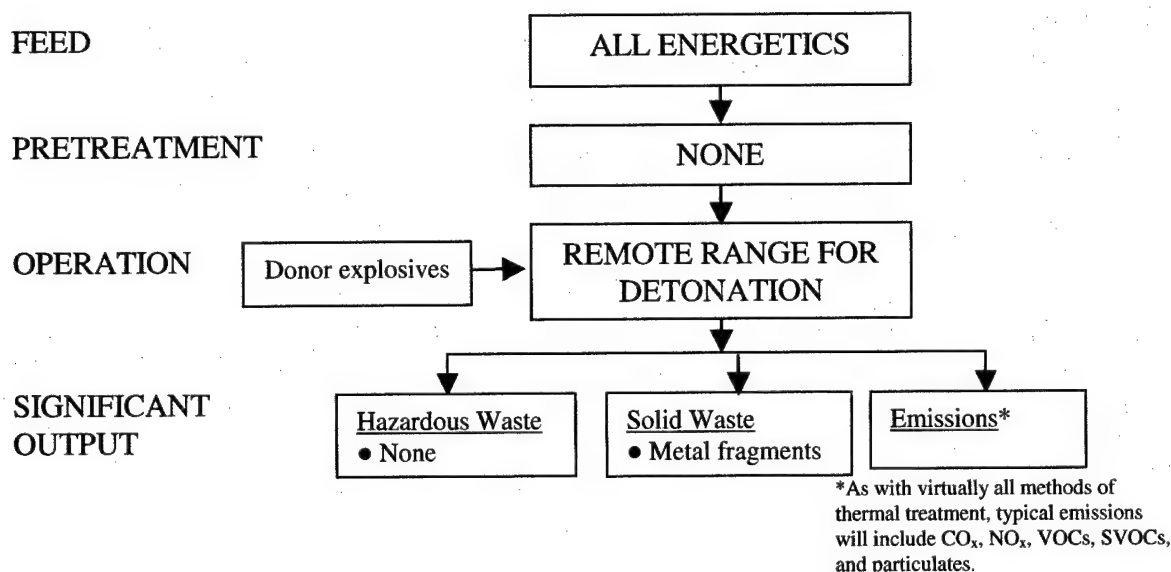 FEED
ALL ENERGETICS
PRETREATMENT
NONE
OPERATION
Donor explosives
REMOTE RANGE FOR
DETONATION
SIGNIFICANT
OUTPUT
Hazardous Waste
● None
Solid Waste
● Metal fragments
Emissions*
*As with virtually all methods of
thermal treatment, typical emissions
will include COₓ, NOₓ, VOCs, SVOCs,
and particulates.